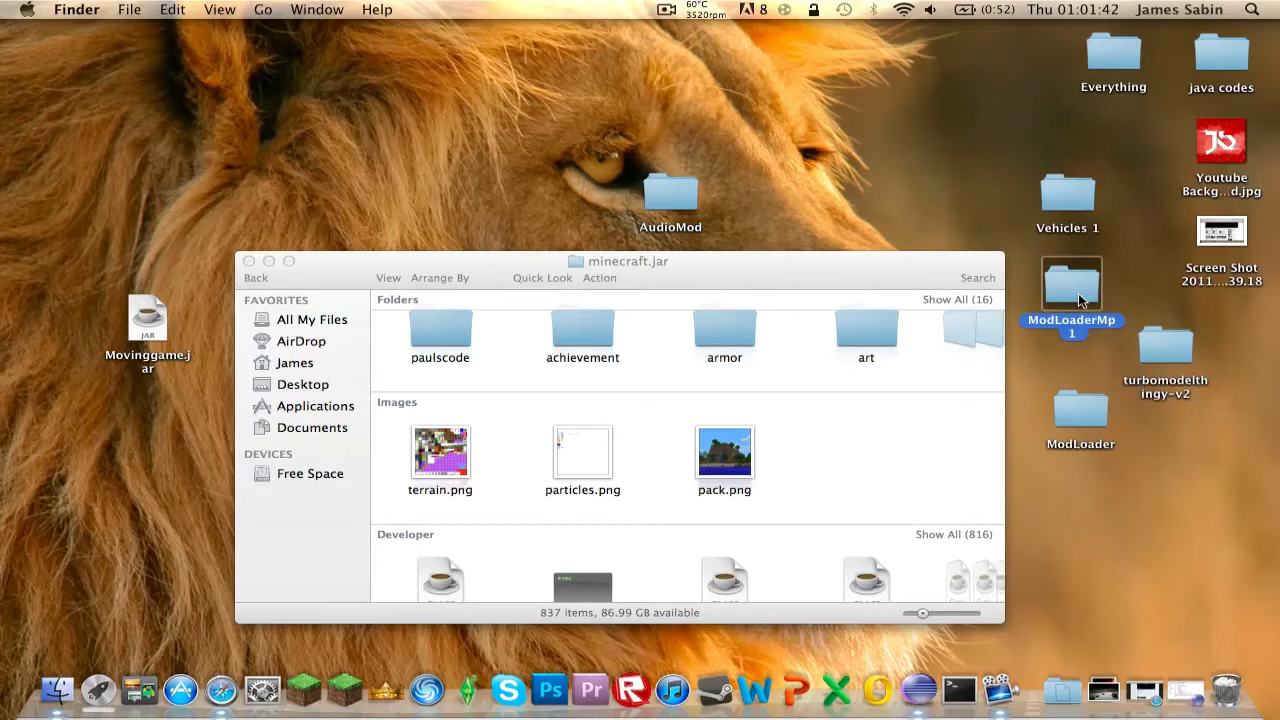 Finder File Edit View Go Window Help
60°C
3520rpm
8
(0:52)
Thu 01:01:42
James Sabin
Everything
java codes
Youtube
Backg...d.jpg
AudioMod
Vehicles 1
Screen Shot
2011....39.18
ModLoaderMp
1
turbomodelth
ingy-v2
ModLoader
JAR
Movinggame.j
ar
minecraft.jar
Back
View
Arrange By
Quick Look
Action
Search
FAVORITES
All My Files
AirDrop
James
Desktop
Applications
Documents
DEVICES
Free Space
Folders
Show All (16)
paulscode
achievement
armor
art
Images
terrain.png
particles.png
pack.png
Developer
Show All (816)
837 items, 86.99 GB available
Ps
Pr